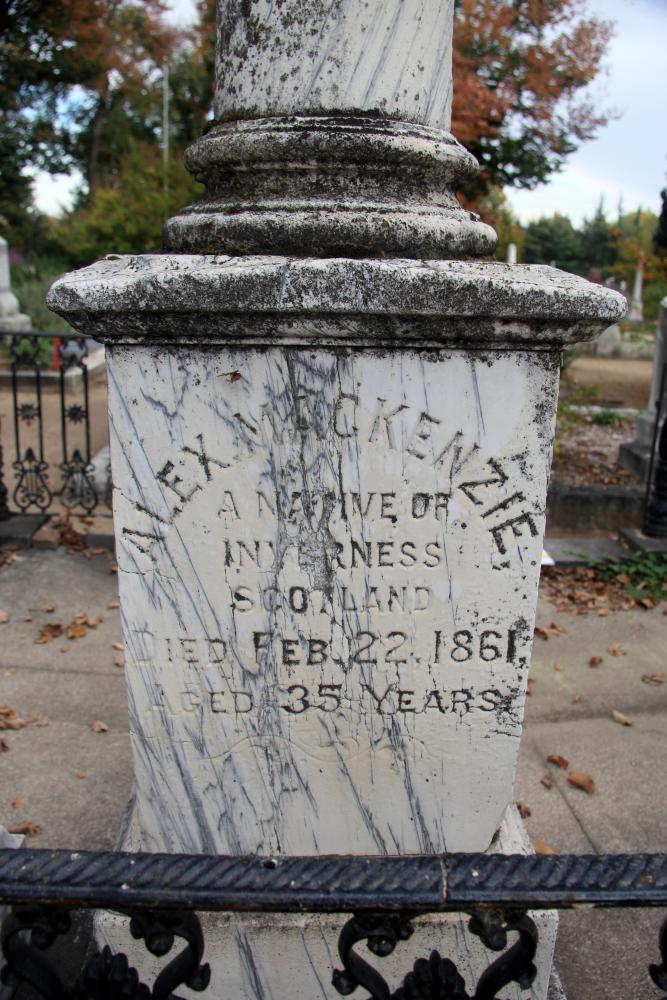 ALEX. McKENZIE,
A NATIVE OF
INVERNESS
SCOTLAND
DIED FEB. 22. 1861.
AGED 35 YEARS